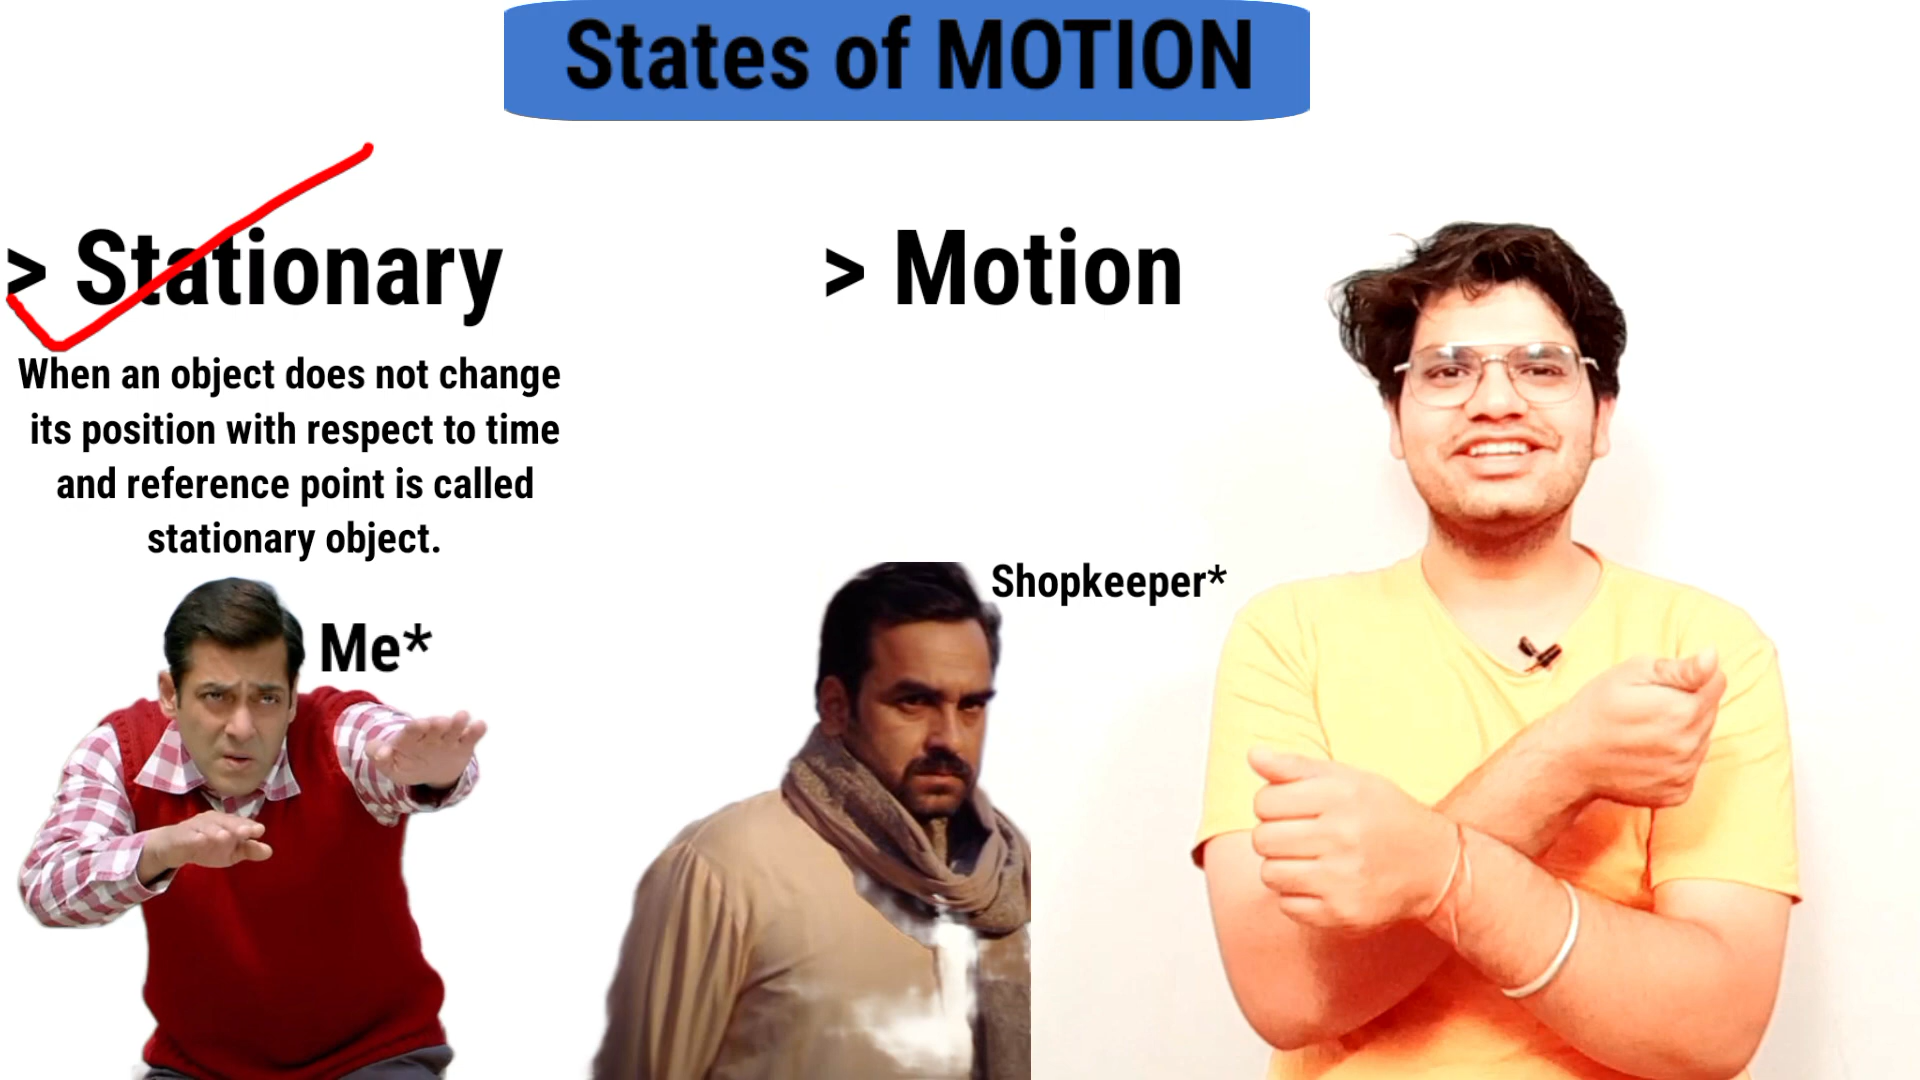 States of MOTION
> Stationary
> Motion
When an object does not change
its position with respect to time
and reference point is called
stationary object.
Shopkeeper*
Me*